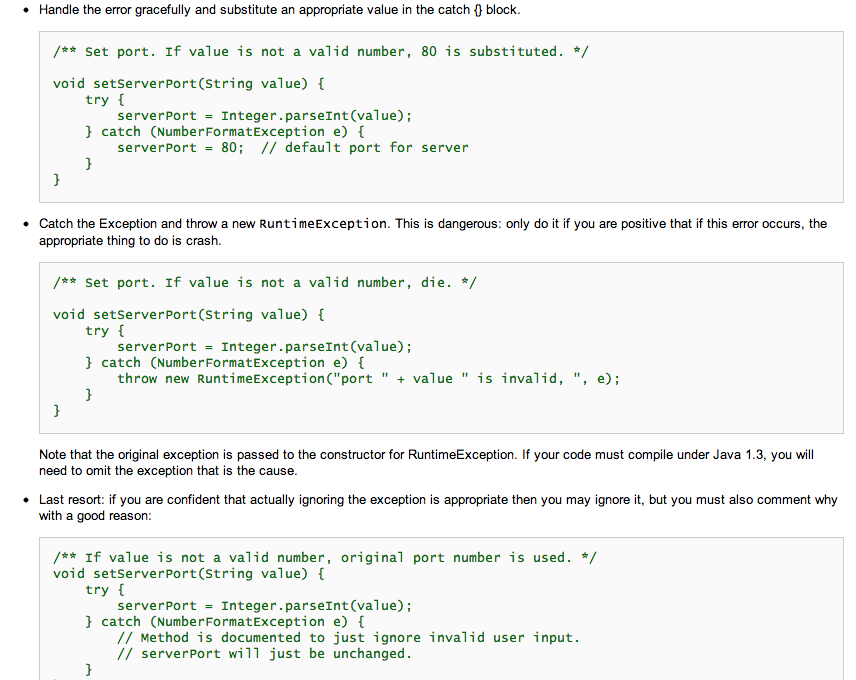 • Handle the error gracefully and substitute an appropriate value in the catch {} block.
/** Set port. If value is not a valid number, 80 is substituted. */
void setServerPort(String value) {
    try {
        serverPort = Integer.parseInt(value);
    } catch (NumberFormatException e) {
        serverPort = 80;  // default port for server
    }
}
• Catch the Exception and throw a new RuntimeException. This is dangerous: only do it if you are positive that if this error occurs, the
appropriate thing to do is crash.
/** Set port. If value is not a valid number, die. */
void setServerPort(String value) {
    try {
        serverPort = Integer.parseInt(value);
    } catch (NumberFormatException e) {
        throw new RuntimeException("port " + value " is invalid, ", e);
    }
}
Note that the original exception is passed to the constructor for RuntimeException. If your code must compile under Java 1.3, you will
need to omit the exception that is the cause.
• Last resort: if you are confident that actually ignoring the exception is appropriate then you may ignore it, but you must also comment why
with a good reason:
/** If value is not a valid number, original port number is used. */
void setServerPort(String value) {
    try {
        serverPort = Integer.parseInt(value);
    } catch (NumberFormatException e) {
        // Method is documented to just ignore invalid user input.
        // serverPort will just be unchanged.
    }